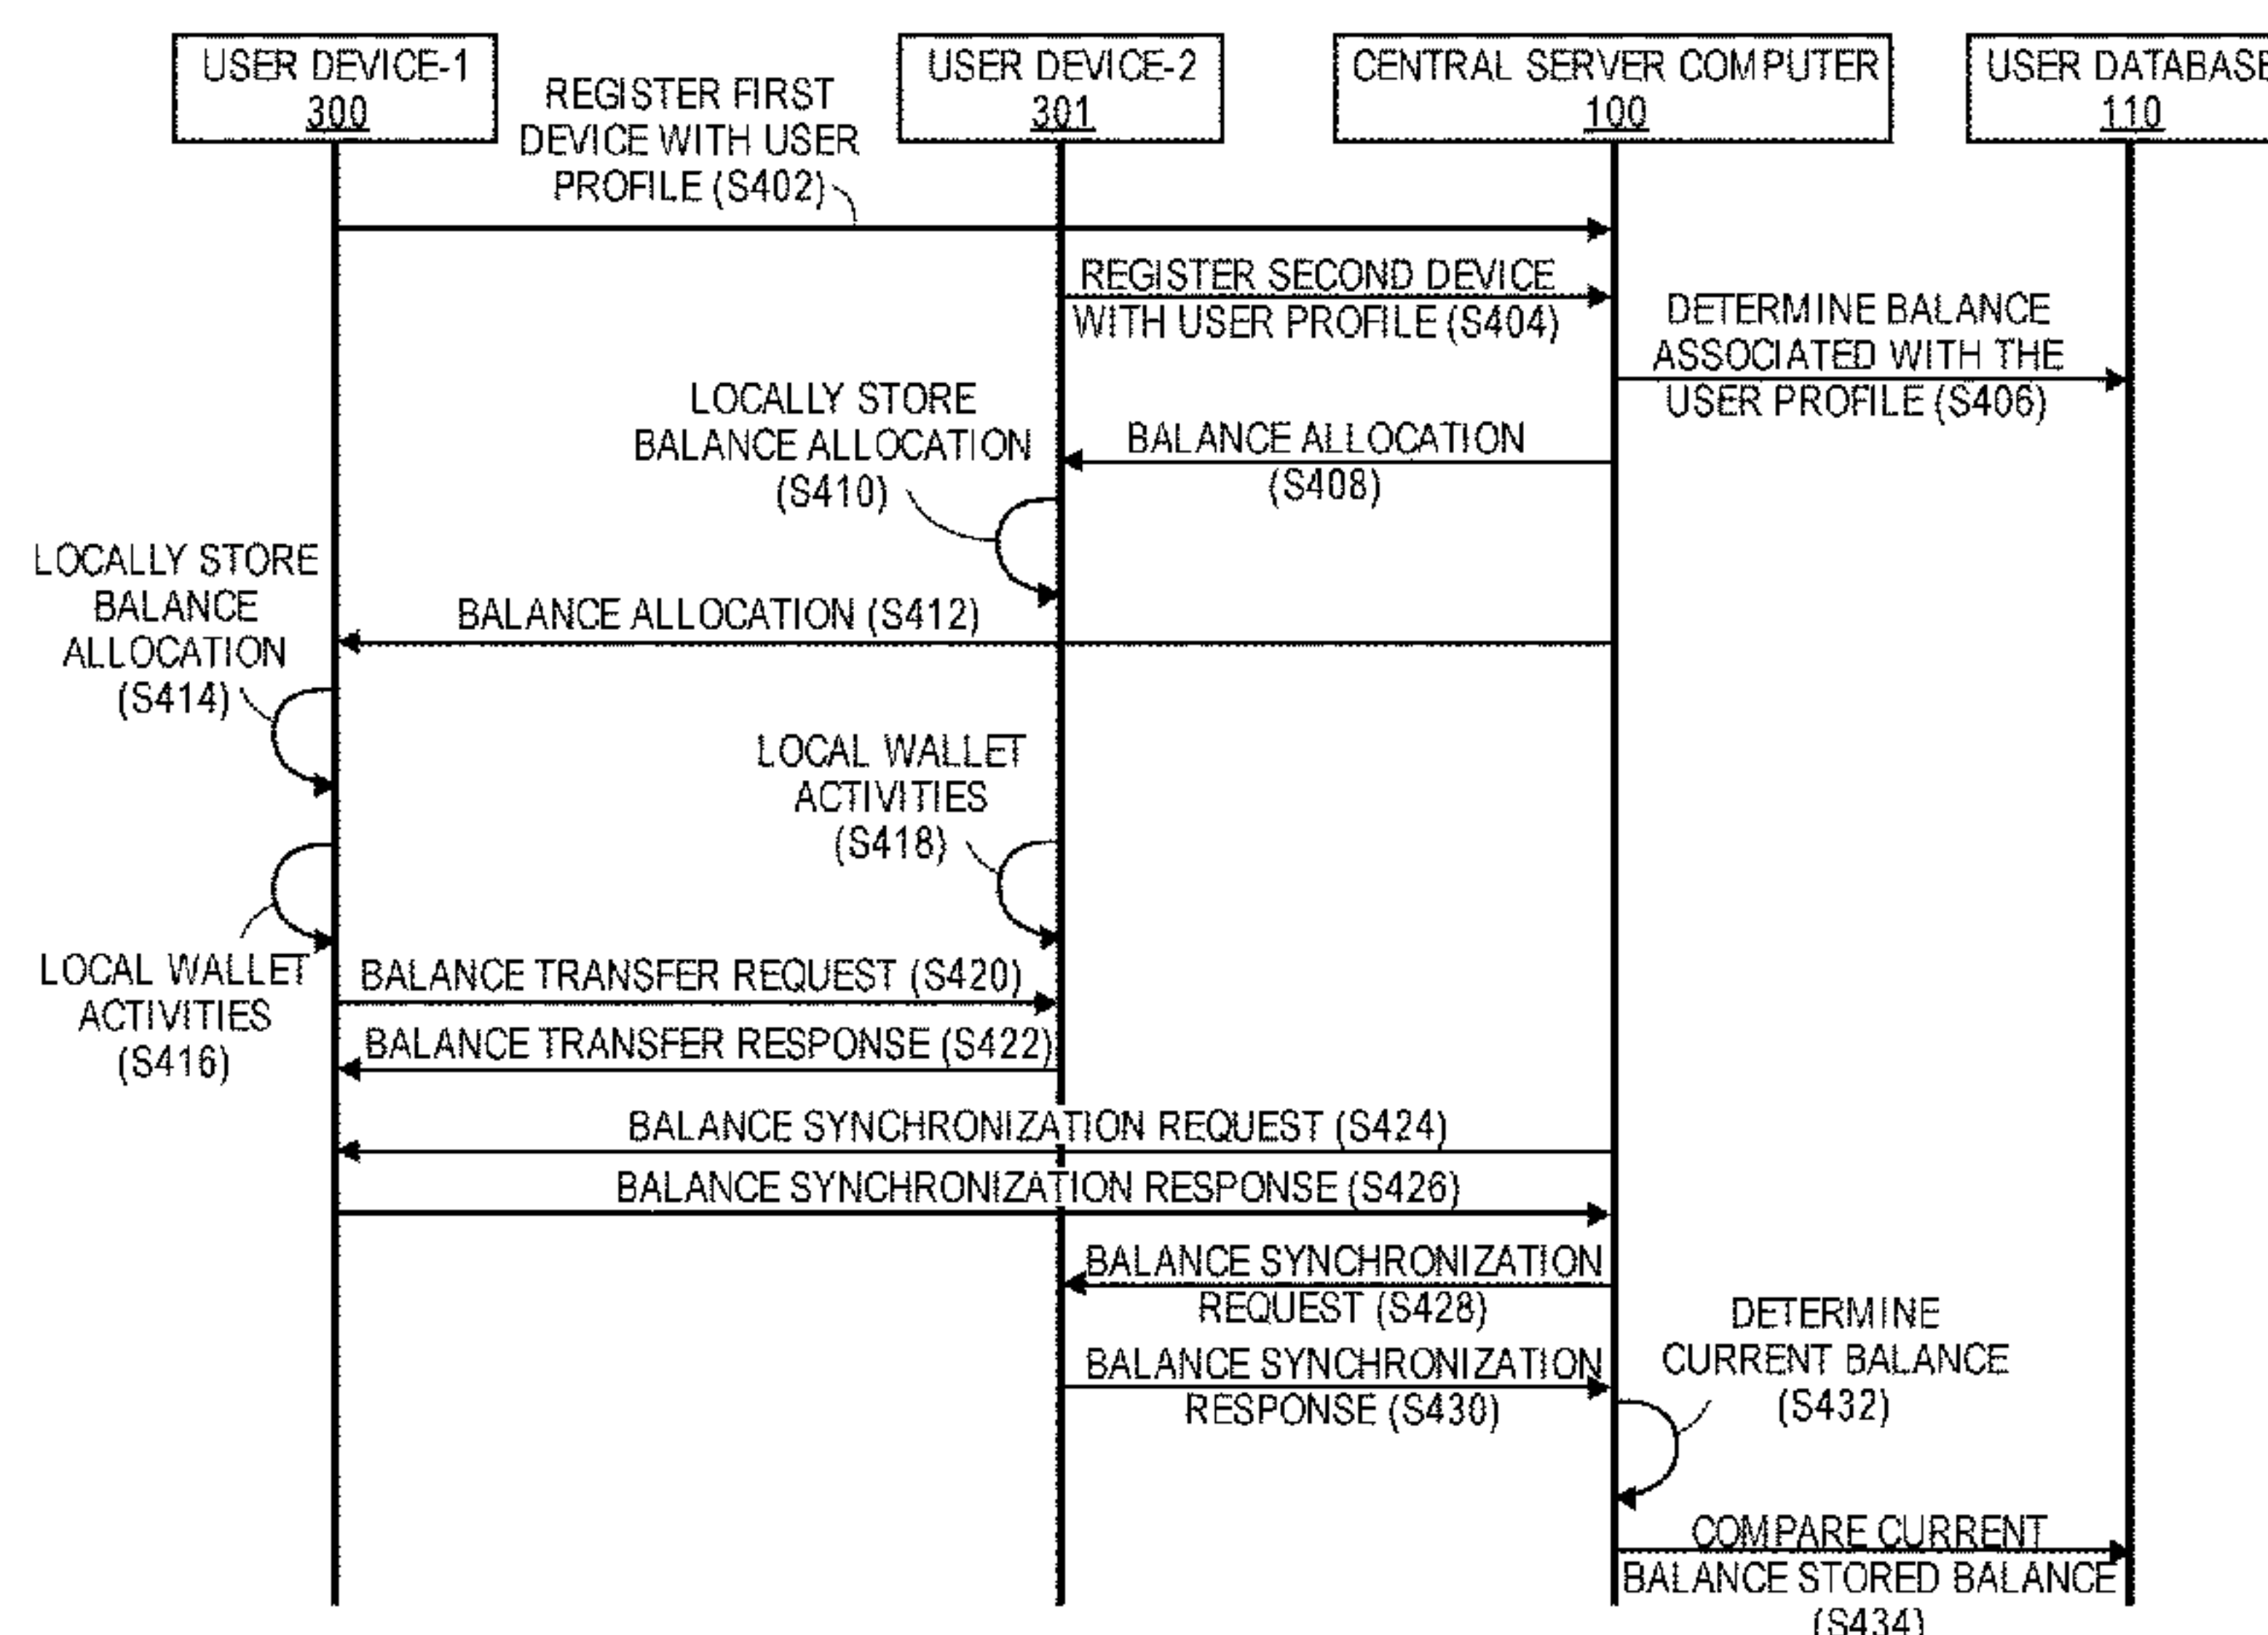 USER DEVICE-1
300
USER DEVICE-2
301
CENTRAL SERVER COMPUTER
100
USER DATABASE
110
REGISTER FIRST
DEVICE WITH USER
PROFILE (S402)
REGISTER SECOND DEVICE
WITH USER PROFILE (S404)
DETERMINE BALANCE
ASSOCIATED WITH THE
USER PROFILE (S406)
BALANCE ALLOCATION
(S408)
LOCALLY STORE
BALANCE ALLOCATION
(S410)
BALANCE ALLOCATION (S412)
LOCALLY STORE
BALANCE
ALLOCATION
(S414)
LOCAL WALLET
ACTIVITIES
(S416)
LOCAL WALLET
ACTIVITIES
(S418)
BALANCE TRANSFER REQUEST (S420)
BALANCE TRANSFER RESPONSE (S422)
BALANCE SYNCHRONIZATION REQUEST (S424)
BALANCE SYNCHRONIZATION RESPONSE (S426)
BALANCE SYNCHRONIZATION
REQUEST (S428)
BALANCE SYNCHRONIZATION
RESPONSE (S430)
DETERMINE
CURRENT BALANCE
(S432)
COMPARE CURRENT
BALANCE STORED BALANCE
(S434)